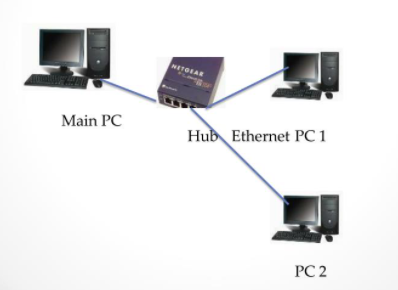 NETGEAR
Main PC
Hub Ethernet PC 1
PC 2